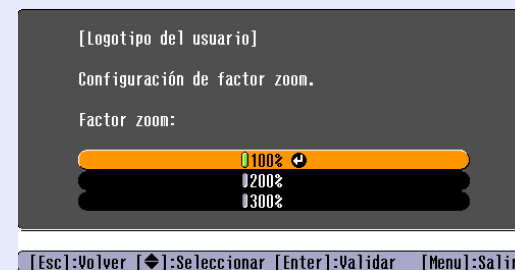 [Logotipo del usuario]
Configuración de factor zoom.
Factor zoom:
100%
200%
300%
[Esc]:Volver [◆]:Seleccionar [Enter]:Validar [Menu]:Salir